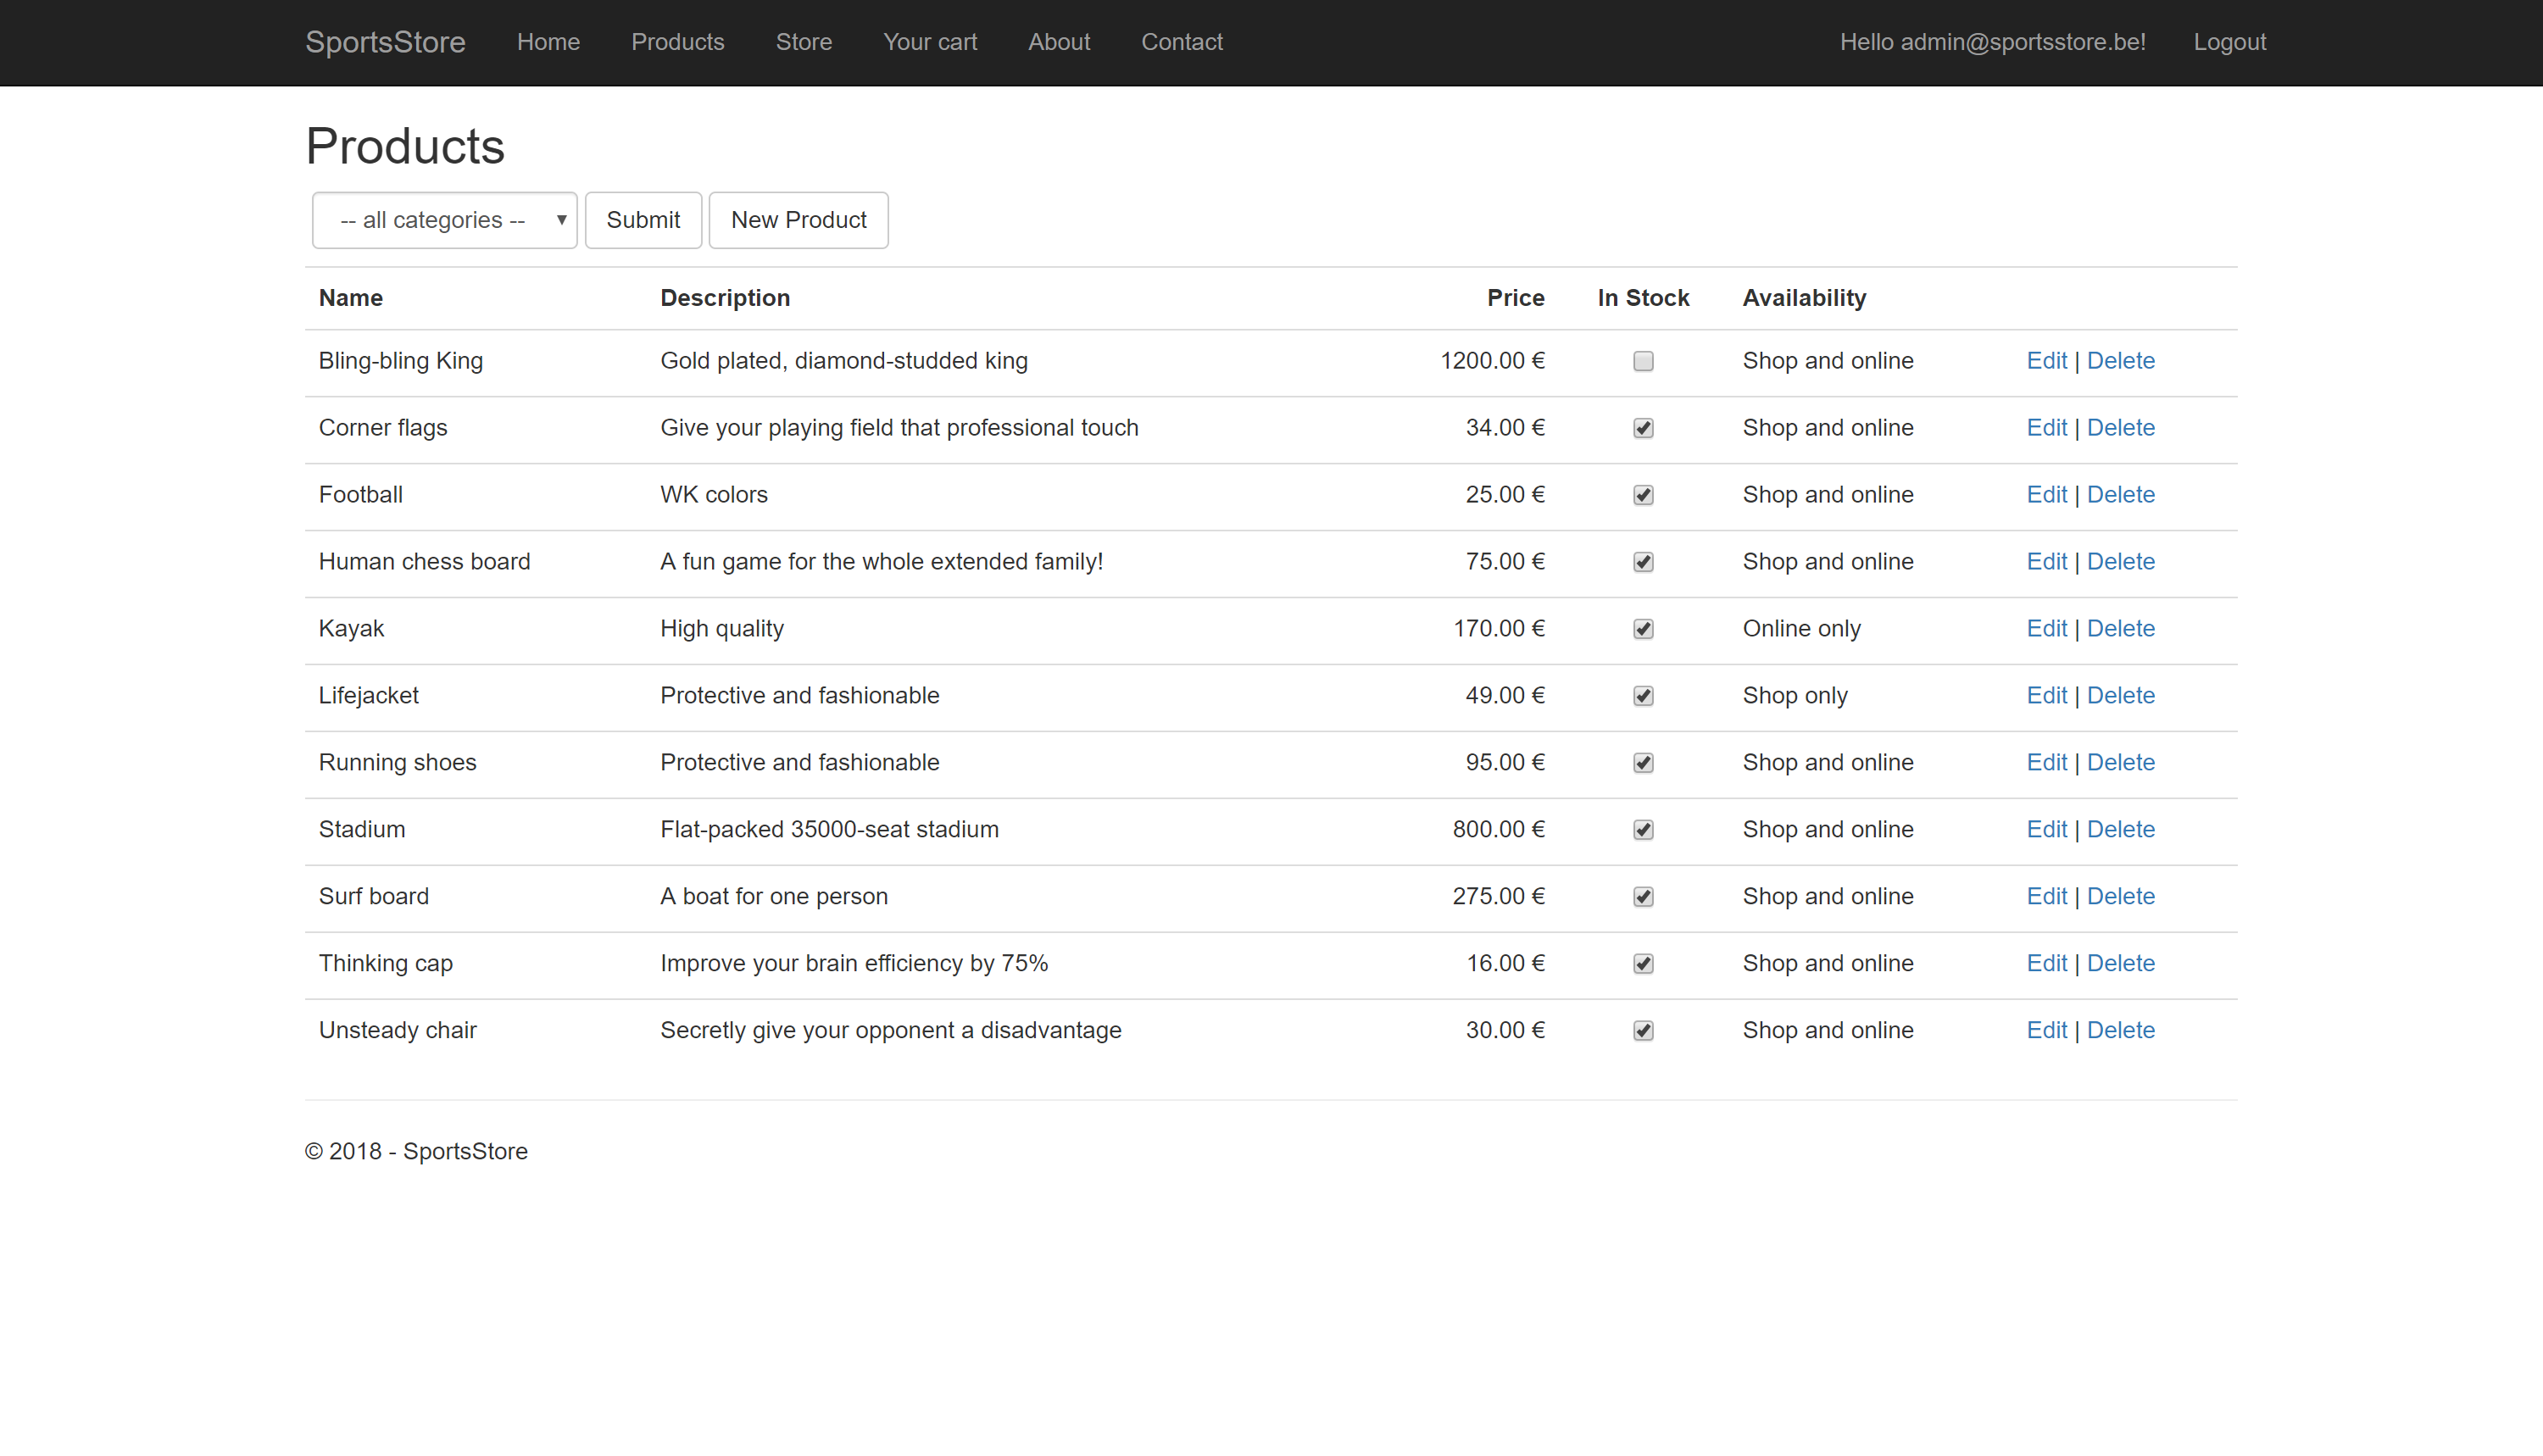 SportsStore Home Products Store Your cart About Contact Hello admin@sportsstore.be! Logout
Products
-- all categories -- Submit New Product
Name Description Price In Stock Availability
Bling-bling King Gold plated, diamond-studded king 1200.00 € Shop and online Edit | Delete
Corner flags Give your playing field that professional touch 34.00 € Shop and online Edit | Delete
Football WK colors 25.00 € Shop and online Edit | Delete
Human chess board A fun game for the whole extended family! 75.00 € Shop and online Edit | Delete
Kayak High quality 170.00 € Online only Edit | Delete
Lifejacket Protective and fashionable 49.00 € Shop only Edit | Delete
Running shoes Protective and fashionable 95.00 € Shop and online Edit | Delete
Stadium Flat-packed 35000-seat stadium 800.00 € Shop and online Edit | Delete
Surf board A boat for one person 275.00 € Shop and online Edit | Delete
Thinking cap Improve your brain efficiency by 75% 16.00 € Shop and online Edit | Delete
Unsteady chair Secretly give your opponent a disadvantage 30.00 € Shop and online Edit | Delete
© 2018 - SportsStore